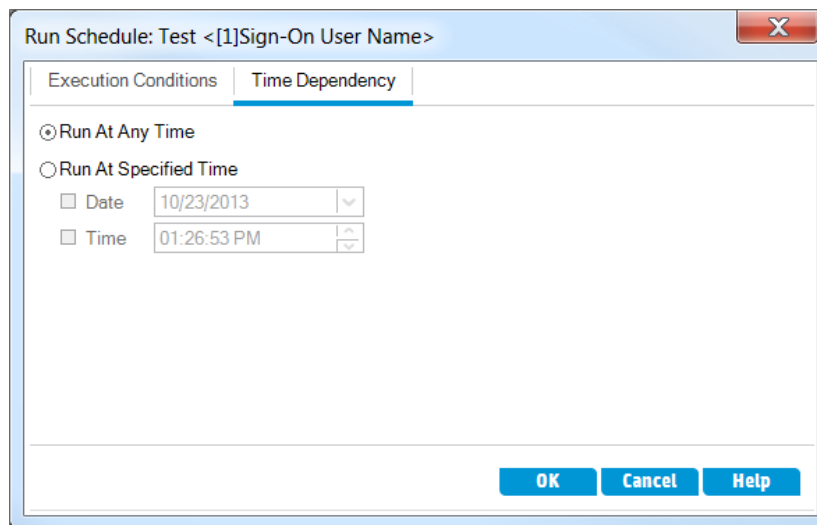 Run Schedule: Test <[1]Sign-On User Name>
Execution Conditions Time Dependency
Run At Any Time
Run At Specified Time
Date 10/23/2013
Time 01:26:53 PM
OK Cancel Help